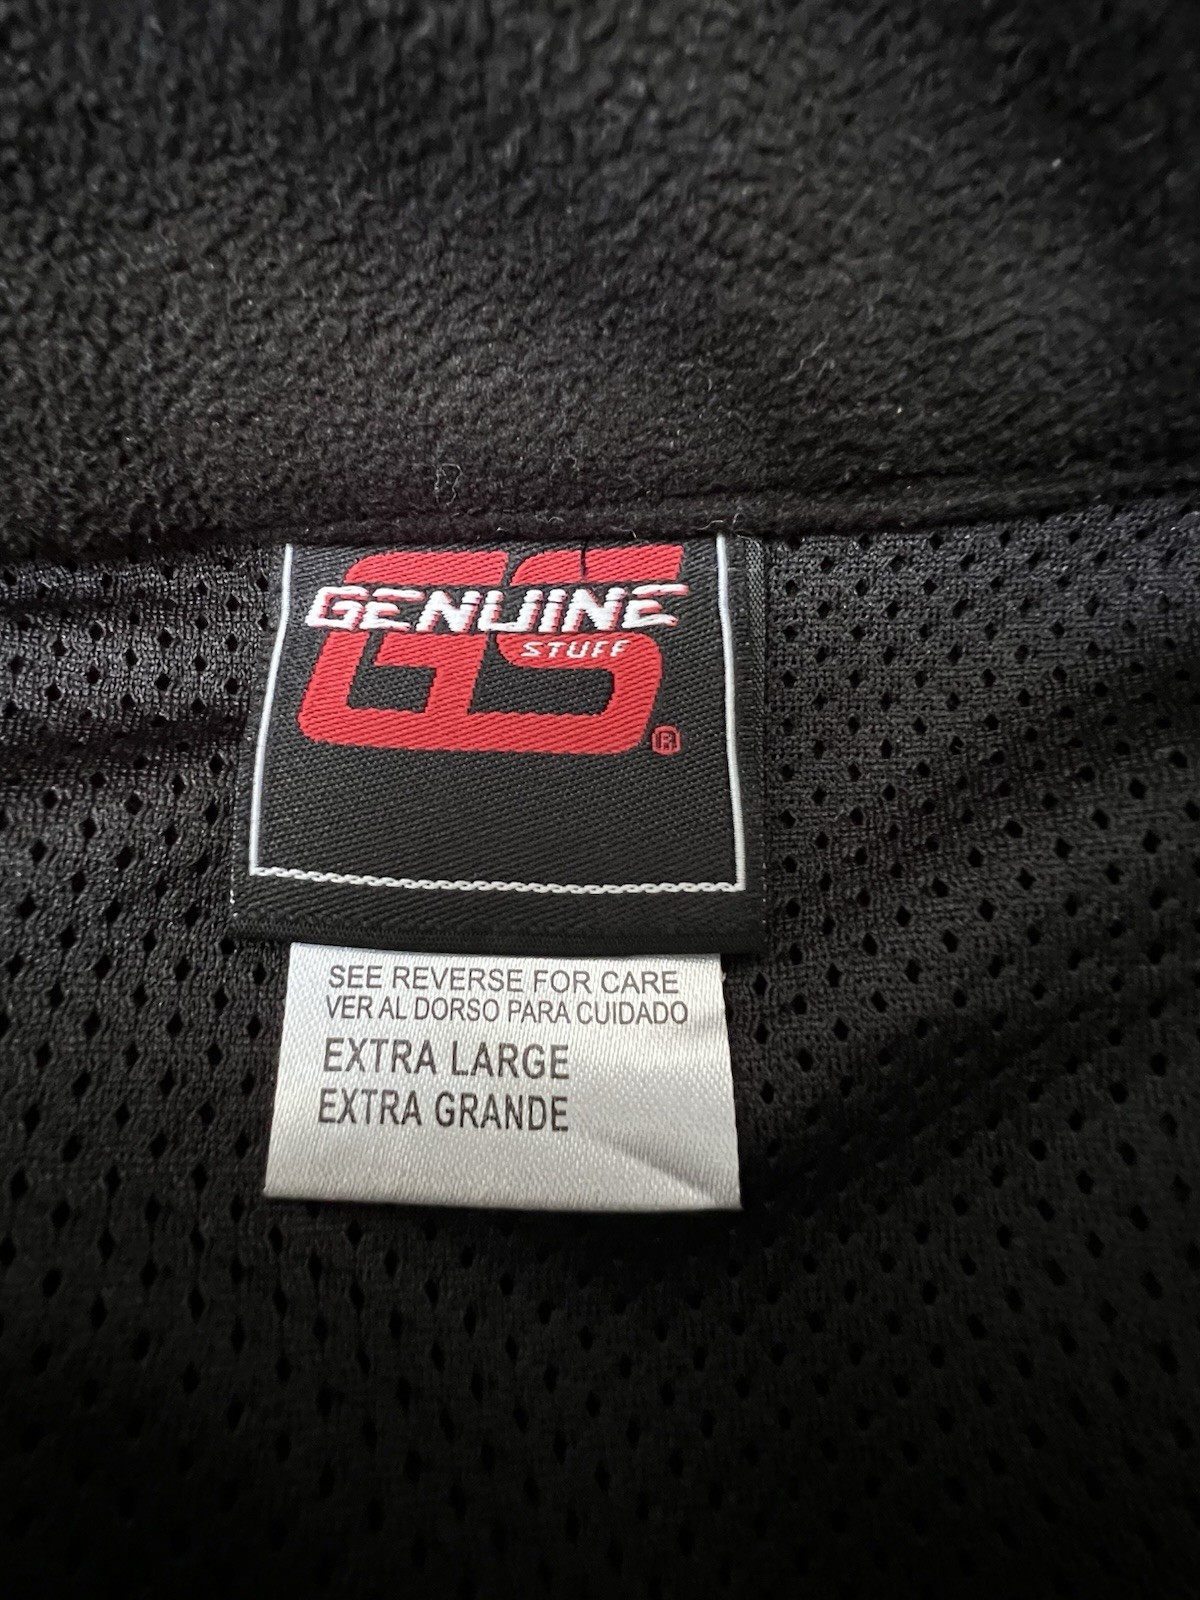 GS
GENUINE
STUFF
®
SEE REVERSE FOR CARE
VER AL DORSO PARA CUIDADO
EXTRA LARGE
EXTRA GRANDE